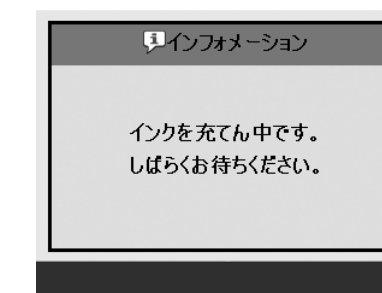 インフォメーション
インクを充てん中です。
しばらくお待ちください。